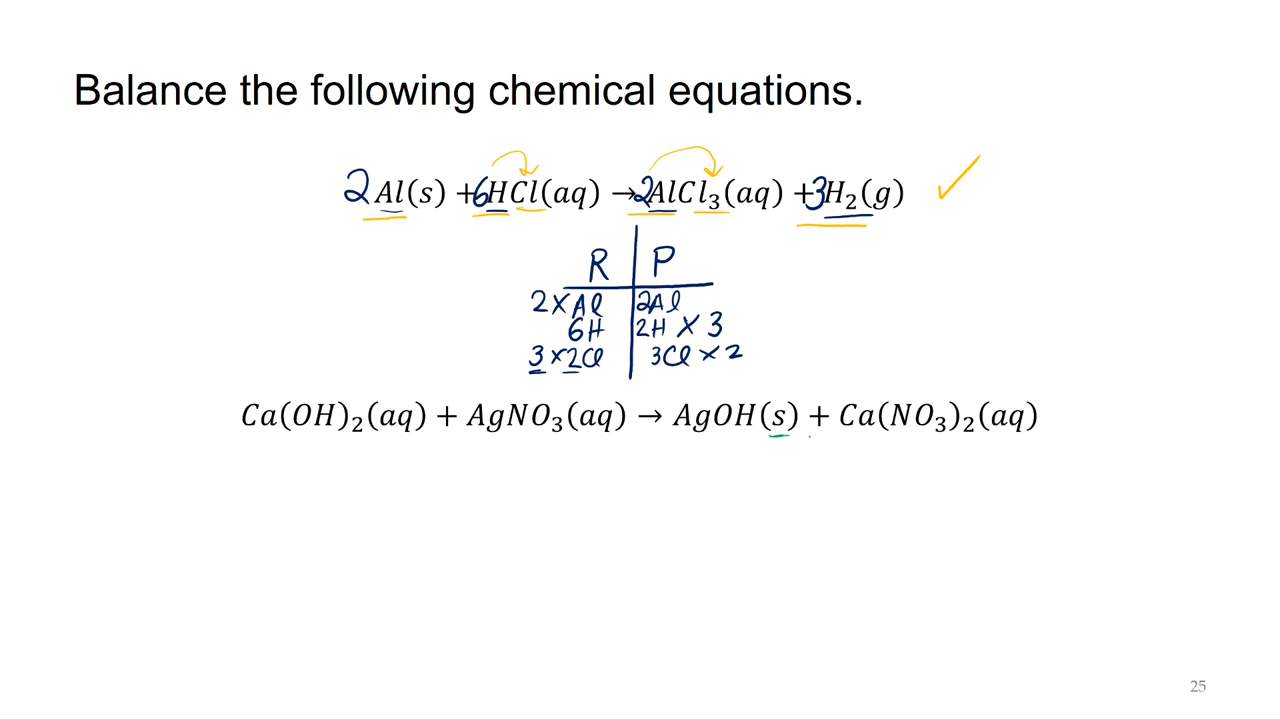 Balance the following chemical equations.
2Al(s) + 6HCl(aq) → 2AlCl₃(aq) + 3H₂(g) ✓
R | P
2 × Al | 2Al
6H | 2H × 3
3 × 2Cl | 3Cl × 2
Ca(OH)₂(aq) + AgNO₃(aq) → AgOH(s) + Ca(NO₃)₂(aq)
25